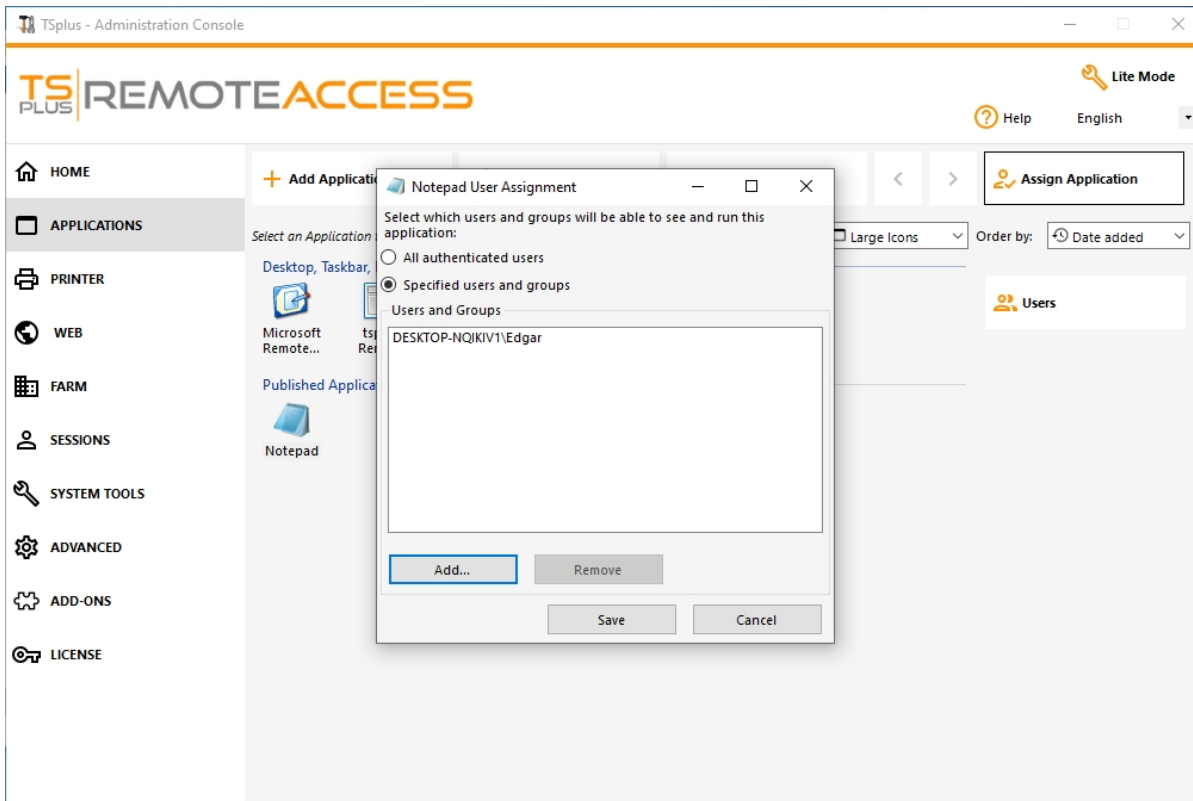 TSplus - Administration Console
TS PLUS REMOTEACCESS
Lite Mode
Help English
HOME
APPLICATIONS
PRINTER
WEB
FARM
SESSIONS
SYSTEM TOOLS
ADVANCED
ADD-ONS
LICENSE
Add Applicatio
Assign Application
Select an Application
Large Icons
Order by: Date added
Desktop, Taskbar,
Microsoft
Remote...
tsp
Rer
Published Applica
Notepad
Users
Notepad User Assignment
Select which users and groups will be able to see and run this
application:
All authenticated users
Specified users and groups
Users and Groups
DESKTOP-NQIKIV1\Edgar
Add... Remove
Save Cancel